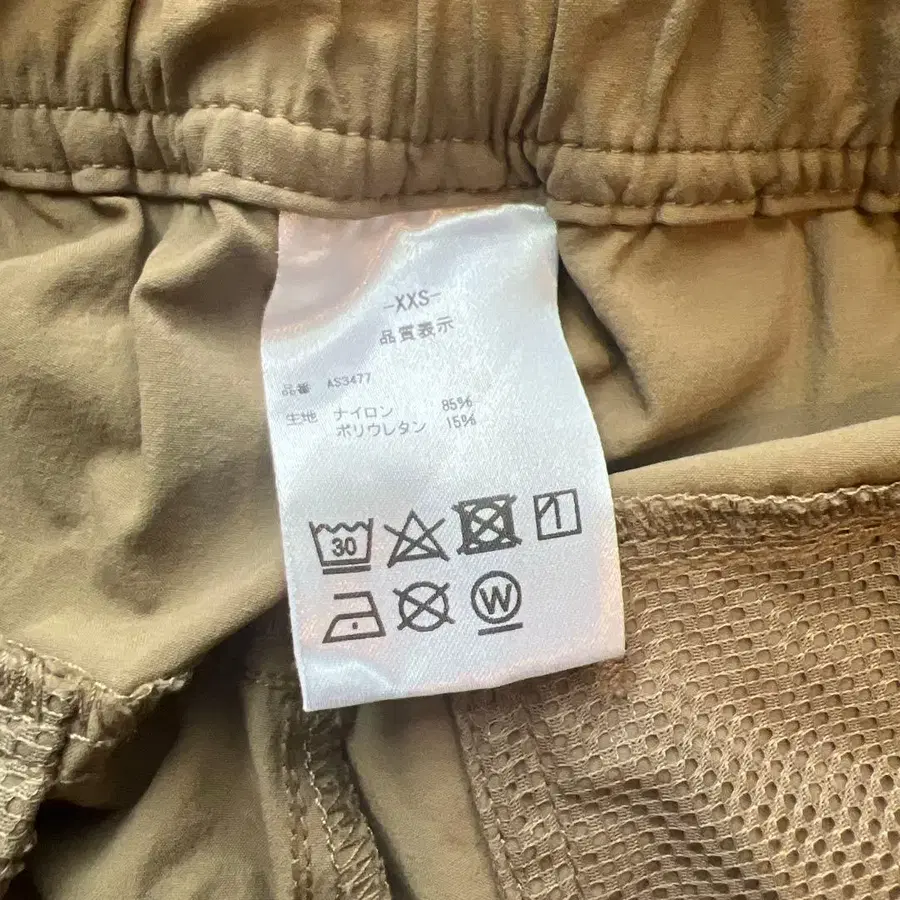 -XXS-
品質表示
品番 AS3477
生地 ナイロン 85%
ポリウレタン 15%
30
W